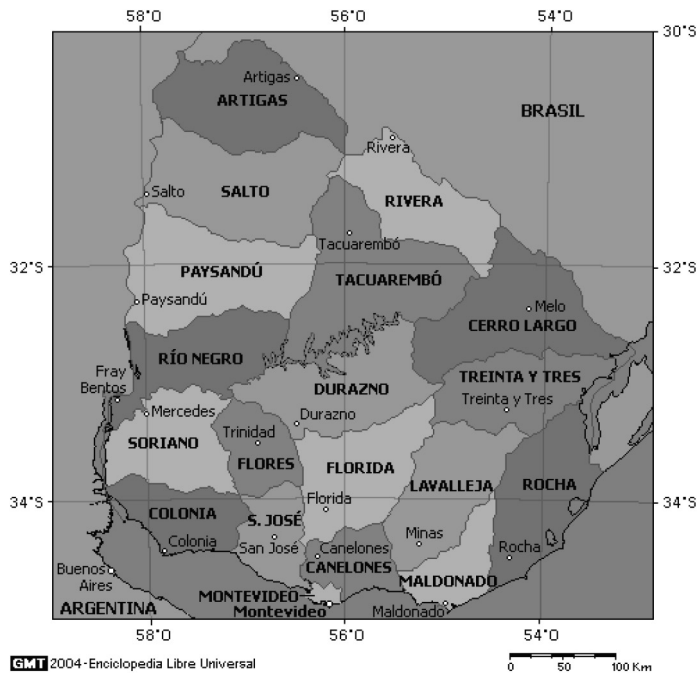 58°O 56°O 54°O
30°S
Artigas
ARTIGAS
BRASIL
Rivera
Salto
SALTO
RIVERA
Tacuarembó
32°S
PAYSANDÚ
TACUAREMBÓ
32°S
Paysandú
Melo
CERRO LARGO
RÍO NEGRO
Fray
Bentos
DURAZNO
TREINTA Y TRES
Treinta y Tres
Mercedes
Durazno
SORIANO
Trinidad
FLORES
FLORIDA
LAVALLEJA
ROCHA
34°S
Florida
34°S
COLONIA
S. JOSÉ
Colonia
San José
Canelones
Minas
Rocha
CANELONES
Buenos
Aires
MALDONADO
MONTEVIDEO
Montevideo
Maldonado
ARGENTINA
58°O 56°O 54°O
GMT 2004-Enciclopedia Libre Universal
0 50 100 Km